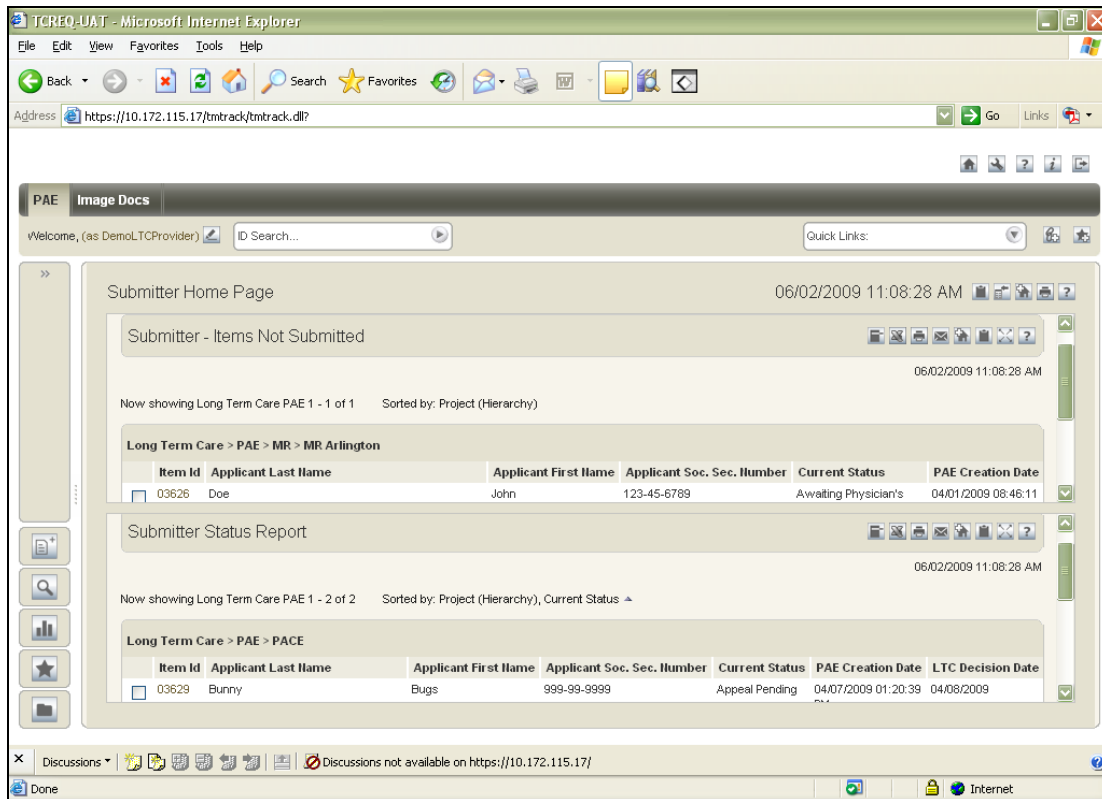 TCREQ-UAT - Microsoft Internet Explorer
File Edit View Favorites Tools Help
Back Search Favorites
Address https://10.172.115.17/tmtrack/tmtrack.dll? Go Links
PAE Image Docs
Welcome, (as DemoLTCProvider) ID Search... Quick Links:
Submitter Home Page 06/02/2009 11:08:28 AM
Submitter - Items Not Submitted
06/02/2009 11:08:28 AM
Now showing Long Term Care PAE 1 - 1 of 1 Sorted by: Project (Hierarchy)
Long Term Care > PAE > MR > MR Arlington
Item Id Applicant Last Name Applicant First Name Applicant Soc. Sec. Number Current Status PAE Creation Date
03626 Doe John 123-45-6789 Awaiting Physician's 04/01/2009 08:46:11
Submitter Status Report
06/02/2009 11:08:28 AM
Now showing Long Term Care PAE 1 - 2 of 2 Sorted by: Project (Hierarchy), Current Status
Long Term Care > PAE > PACE
Item Id Applicant Last Name Applicant First Name Applicant Soc. Sec. Number Current Status PAE Creation Date LTC Decision Date
03629 Bunny Bugs 999-99-9999 Appeal Pending 04/07/2009 01:20:39 04/08/2009
Discussions Discussions not available on https://10.172.115.17/
Done Internet